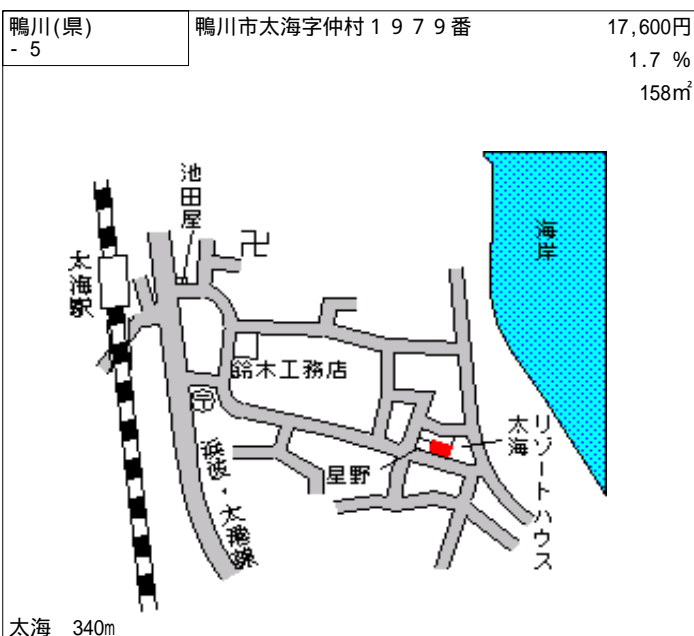 鴨川(県)
- 5
鴨川市太海字仲村１９７９番
17,600円
1.7 %
158㎡
池田屋
卍
太海駅
海岸
鈴木工務店
〒
星野
リゾートハウス
太海
浜波・太海線
太海 340m